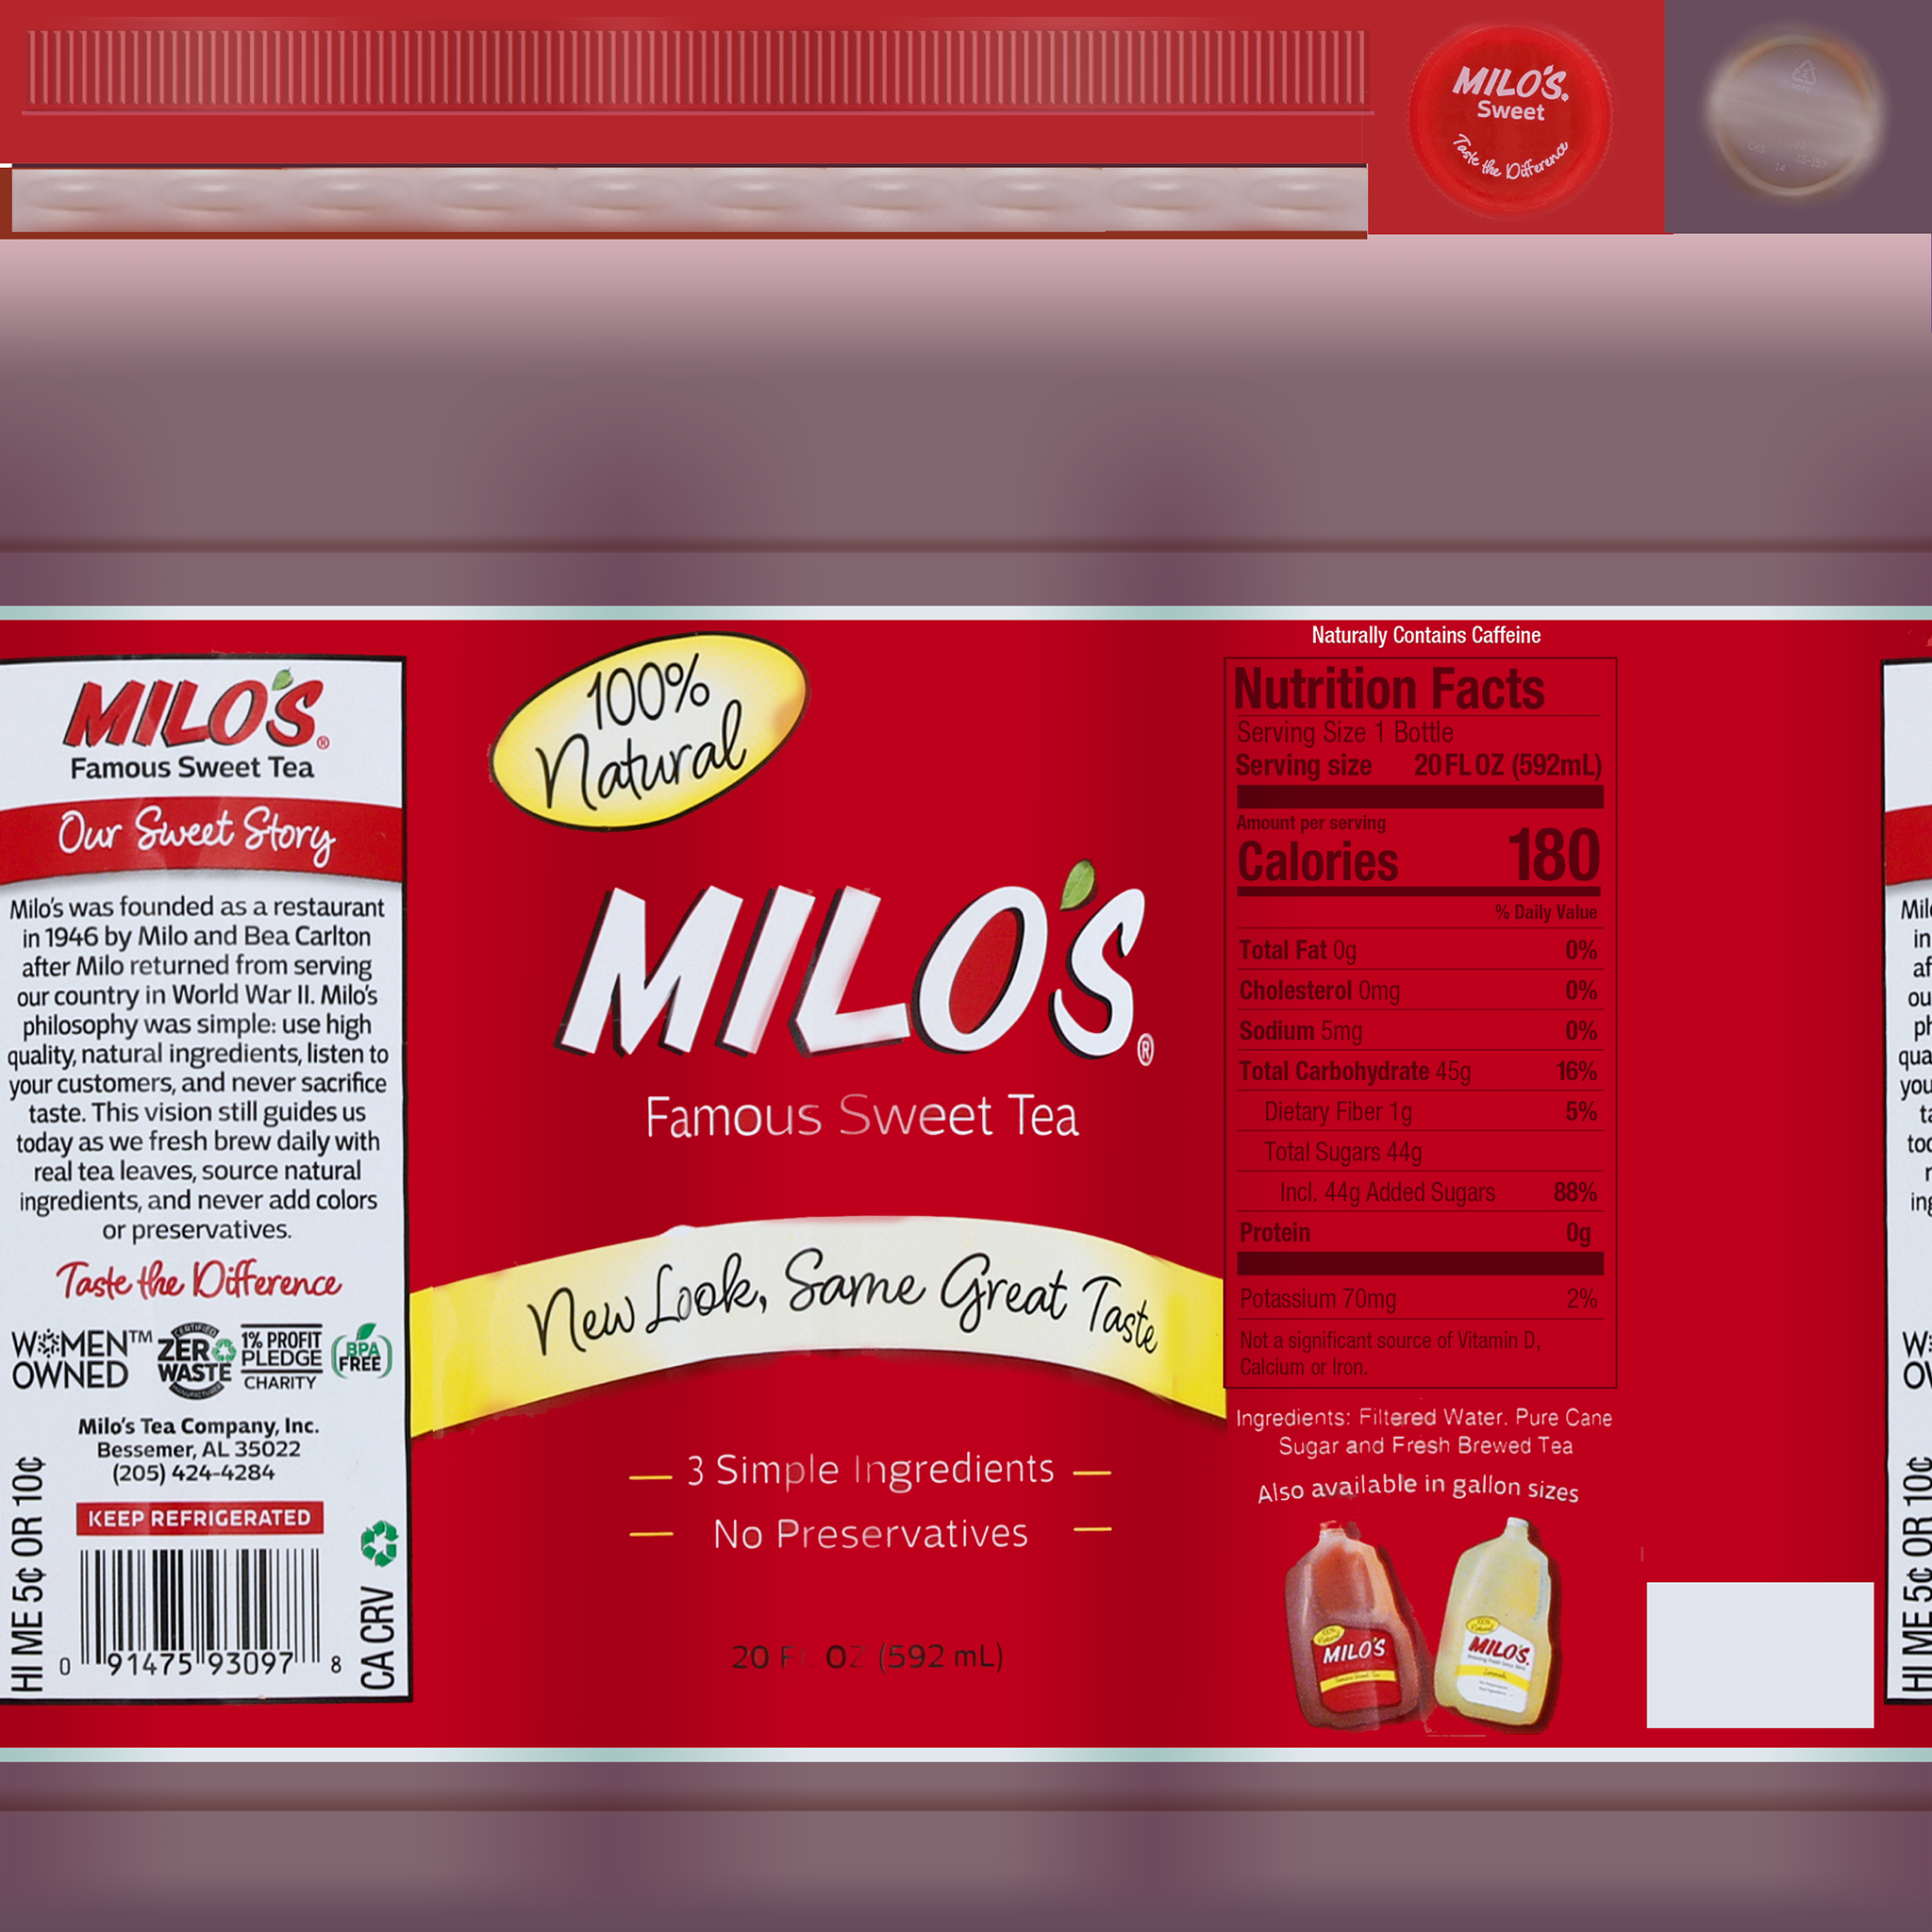 MILO'S®
Sweet
Taste the Difference
MILO'S®
Famous Sweet Tea
Our Sweet Story
Milo's was founded as a restaurant
in 1946 by Milo and Bea Carlton
after Milo returned from serving
our country in World War II. Milo's
philosophy was simple: use high
quality, natural ingredients, listen to
your customers, and never sacrifice
taste. This vision still guides us
today as we fresh brew daily with
real tea leaves, source natural
ingredients, and never add colors
or preservatives.
Taste the Difference
WOMEN™
OWNED
CERTIFIED
ZERO
WASTE
1% PROFIT
PLEDGE
CHARITY
BPA
FREE
Milo's Tea Company, Inc.
Bessemer, AL 35022
(205) 424-4284
KEEP REFRIGERATED
HI ME 5¢ OR 10¢
CA CRV
0 91475 93097 8
100%
Natural
MILO'S®
Famous Sweet Tea
New Look, Same Great Taste
3 Simple Ingredients
No Preservatives
20 FL OZ (592 mL)
Naturally Contains Caffeine
Nutrition Facts
Serving Size 1 Bottle
Serving size 20 FL OZ (592mL)
Amount per serving
Calories 180
% Daily Value
Total Fat 0g 0%
Cholesterol 0mg 0%
Sodium 5mg 0%
Total Carbohydrate 45g 16%
Dietary Fiber 1g 5%
Total Sugars 44g
Incl. 44g Added Sugars 88%
Protein 0g
Potassium 70mg 2%
Not a significant source of Vitamin D,
Calcium or Iron.
Ingredients: Filtered Water. Pure Cane
Sugar and Fresh Brewed Tea
Also available in gallon sizes
100%
Natural
MILO'S
100%
Natural
MILO'S
HI ME 5¢ OR 10¢